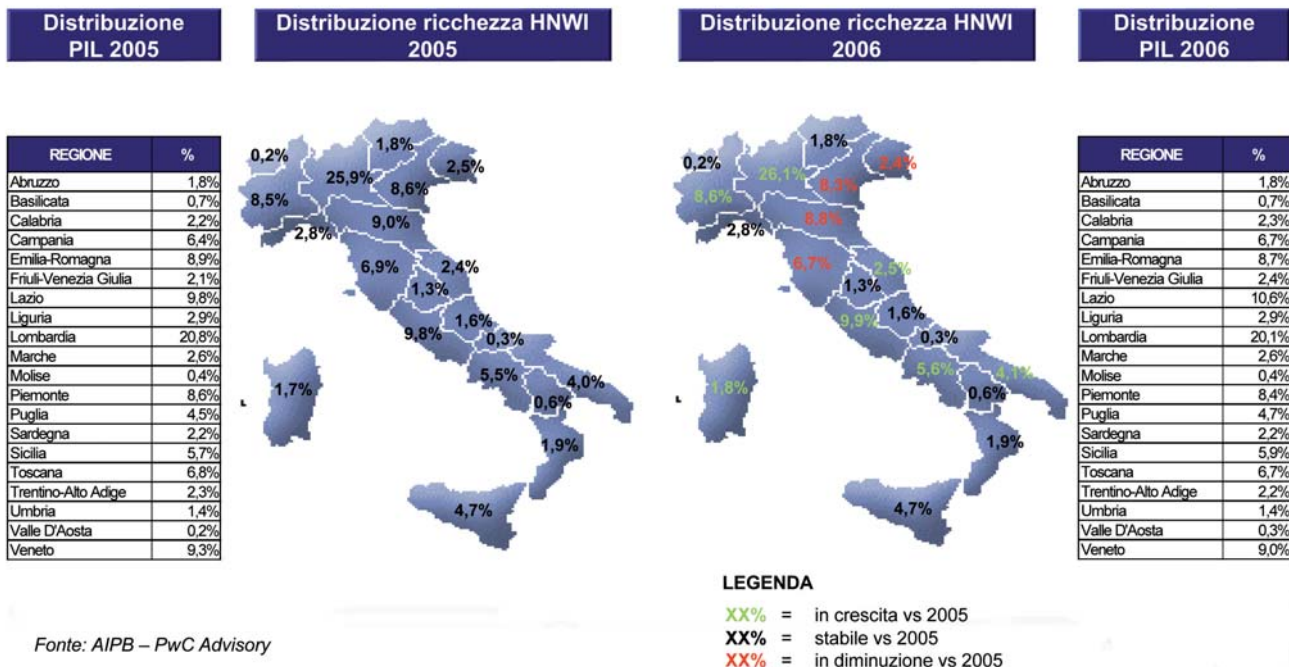 Distribuzione
PIL 2005
Distribuzione ricchezza HNWI
2005
Distribuzione ricchezza HNWI
2006
Distribuzione
PIL 2006
REGIONE %
Abruzzo 1,8%
Basilicata 0,7%
Calabria 2,2%
Campania 6,4%
Emilia-Romagna 8,9%
Friuli-Venezia Giulia 2,1%
Lazio 9,8%
Liguria 2,9%
Lombardia 20,8%
Marche 2,6%
Molise 0,4%
Piemonte 8,6%
Puglia 4,5%
Sardegna 2,2%
Sicilia 5,7%
Toscana 6,8%
Trentino-Alto Adige 2,3%
Umbria 1,4%
Valle D'Aosta 0,2%
Veneto 9,3%
0,2%
1,8%
2,5%
25,9%
8,6%
8,5%
9,0%
2,8%
6,9%
2,4%
1,3%
9,8%
1,6%
0,3%
5,5%
4,0%
0,6%
1,7%
1,9%
4,7%
0,2%
1,8%
2,4%
26,1%
8,3%
8,6%
8,8%
2,8%
6,7%
2,5%
1,3%
9,9%
1,6%
0,3%
5,6%
4,1%
0,6%
1,8%
1,9%
4,7%
REGIONE %
Abruzzo 1,8%
Basilicata 0,7%
Calabria 2,3%
Campania 6,7%
Emilia-Romagna 8,7%
Friuli-Venezia Giulia 2,4%
Lazio 10,6%
Liguria 2,9%
Lombardia 20,1%
Marche 2,6%
Molise 0,4%
Piemonte 8,4%
Puglia 4,7%
Sardegna 2,2%
Sicilia 5,9%
Toscana 6,7%
Trentino-Alto Adige 2,2%
Umbria 1,4%
Valle D'Aosta 0,3%
Veneto 9,0%
LEGENDA
XX% = in crescita vs 2005
XX% = stabile vs 2005
XX% = in diminuzione vs 2005
Fonte: AIPB – PwC Advisory